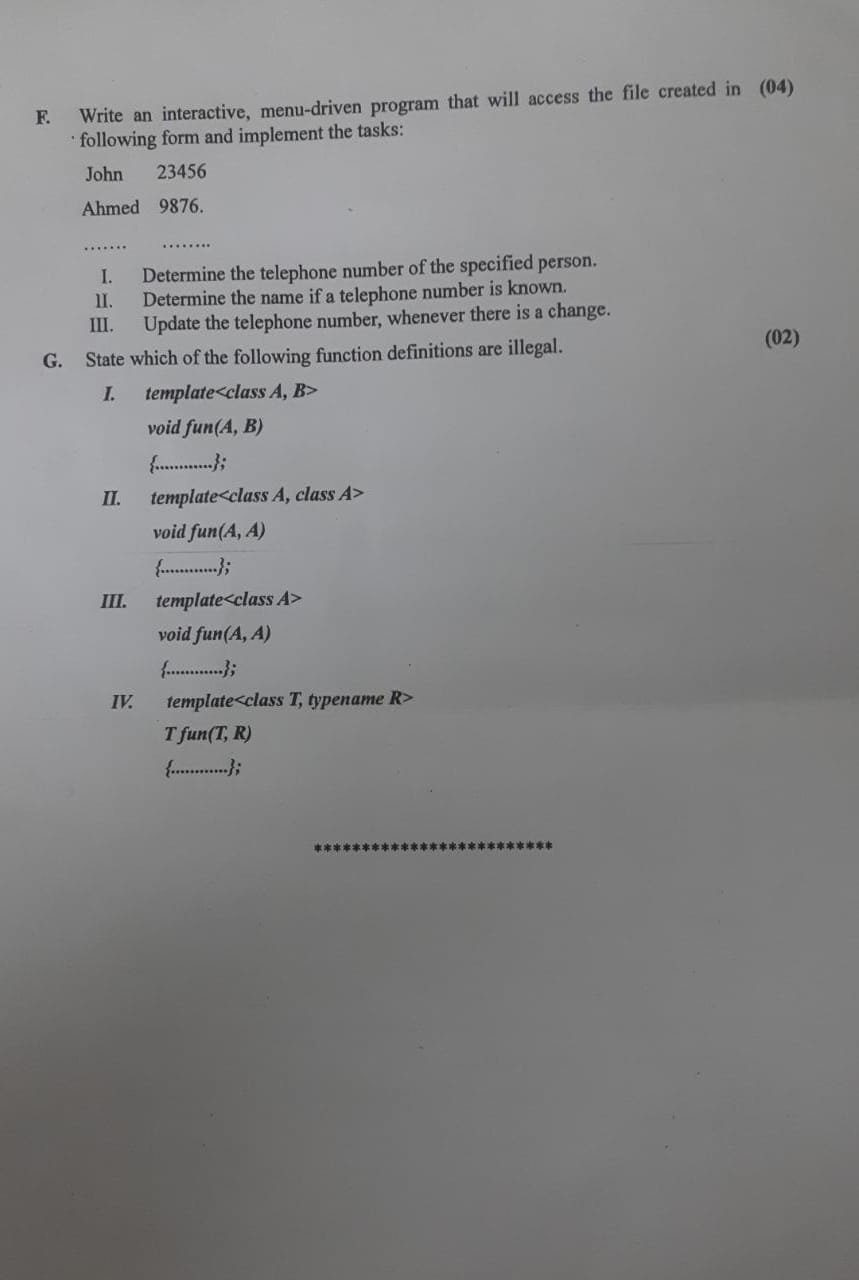 F. Write an interactive, menu-driven program that will access the file created in (04)
following form and implement the tasks:
John 23456
Ahmed 9876.
....... ........
I. Determine the telephone number of the specified person.
II. Determine the name if a telephone number is known.
III. Update the telephone number, whenever there is a change.
G. State which of the following function definitions are illegal. (02)
I. template<class A, B>
void fun(A, B)
{............};
II. template<class A, class A>
void fun(A, A)
{............};
III. template<class A>
void fun(A, A)
{............};
IV. template<class T, typename R>
T fun(T, R)
{............};
*************************